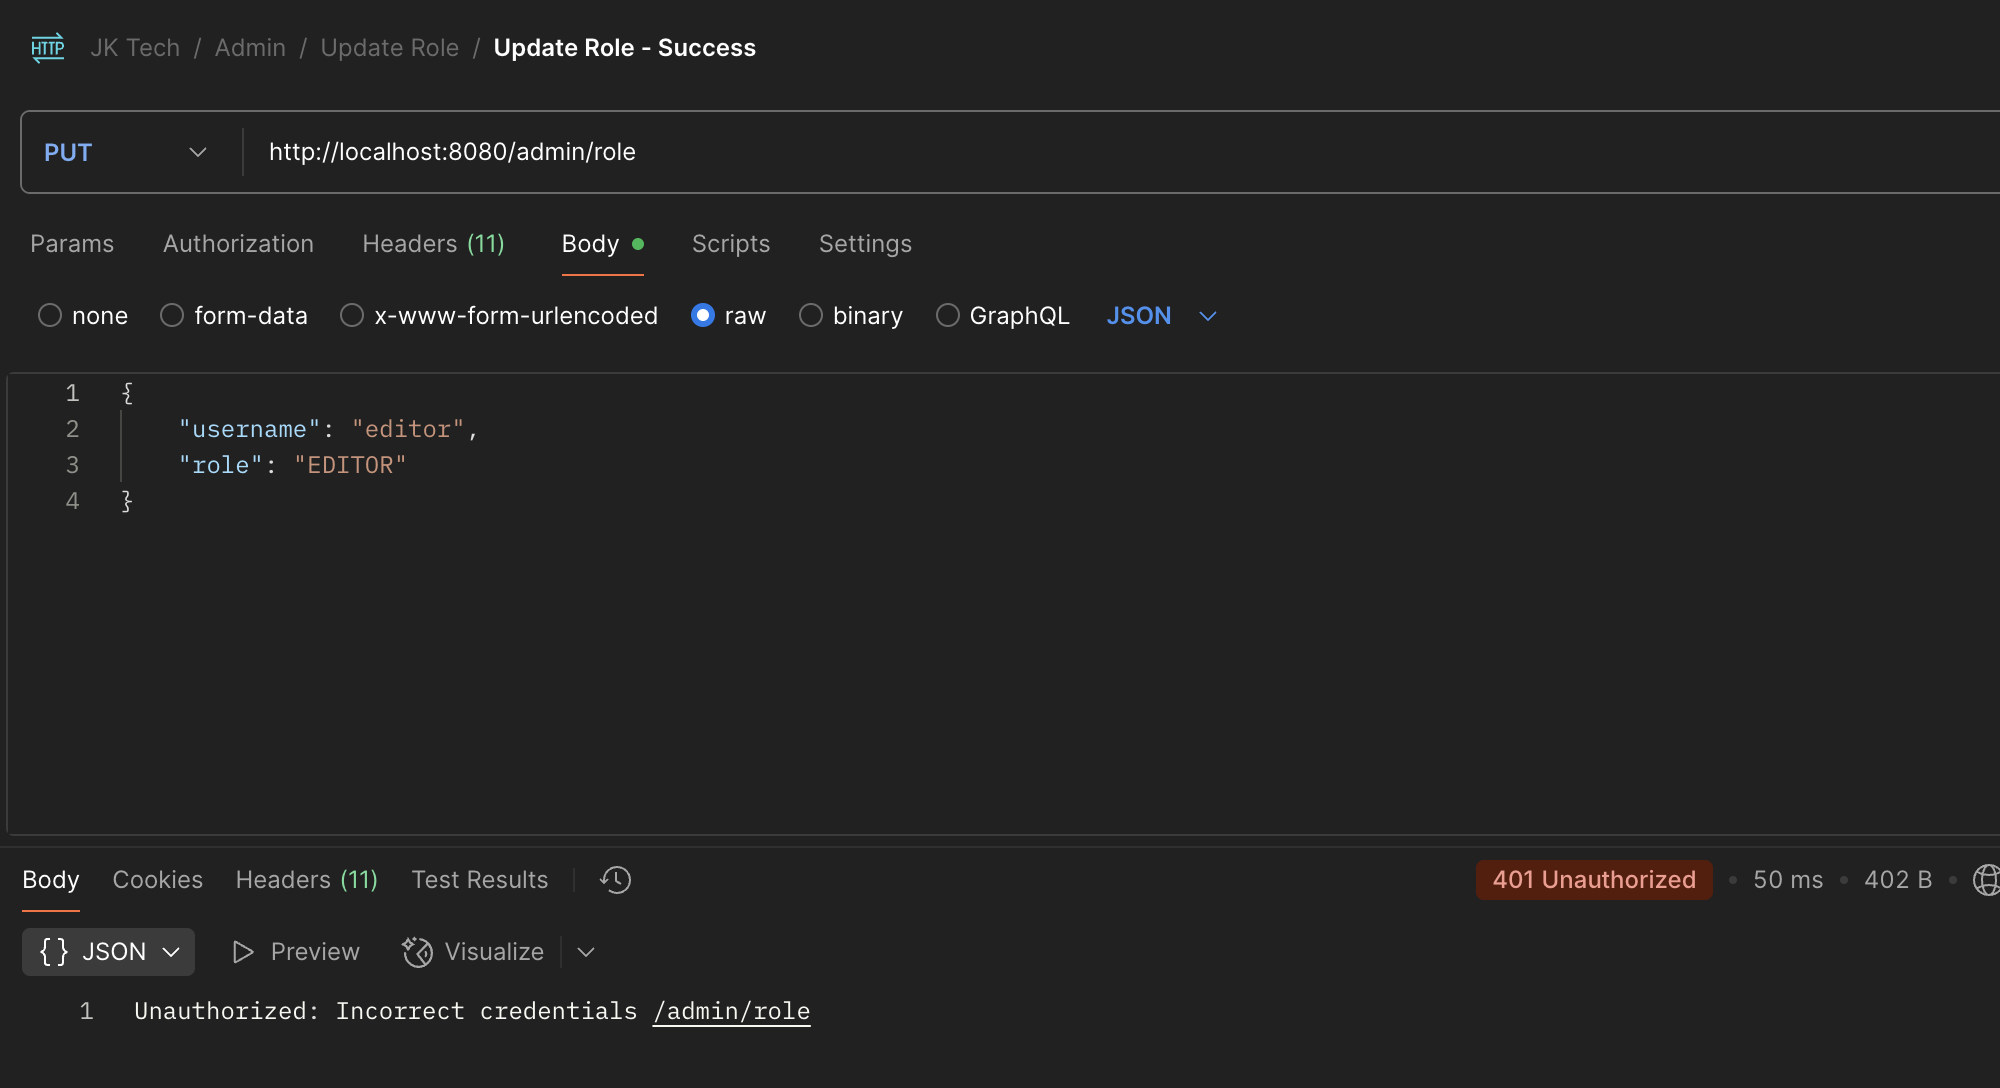 HTTP JK Tech / Admin / Update Role / Update Role - Success
PUT http://localhost:8080/admin/role
Params Authorization Headers (11) Body Scripts Settings
none form-data x-www-form-urlencoded raw binary GraphQL JSON
1 {
2 "username": "editor",
3 "role": "EDITOR"
4 }
Body Cookies Headers (11) Test Results 401 Unauthorized • 50 ms • 402 B •
{} JSON Preview Visualize
1 Unauthorized: Incorrect credentials /admin/role